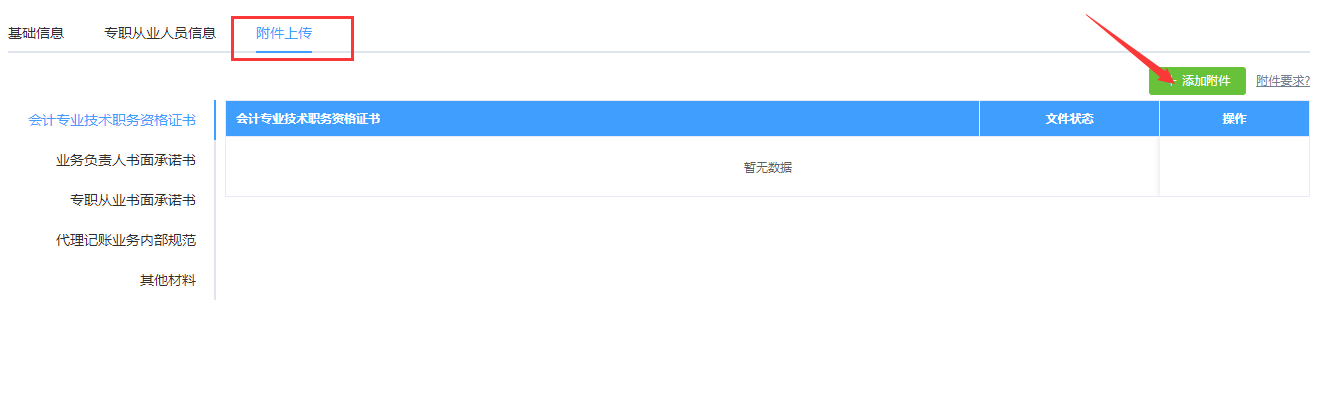 基础信息 专职从业人员信息 附件上传
+ 添加附件 附件要求?
会计专业技术职务资格证书 文件状态 操作
会计专业技术职务资格证书
暂无数据
业务负责人书面承诺书
专职从业书面承诺书
代理记账业务内部规范
其他材料